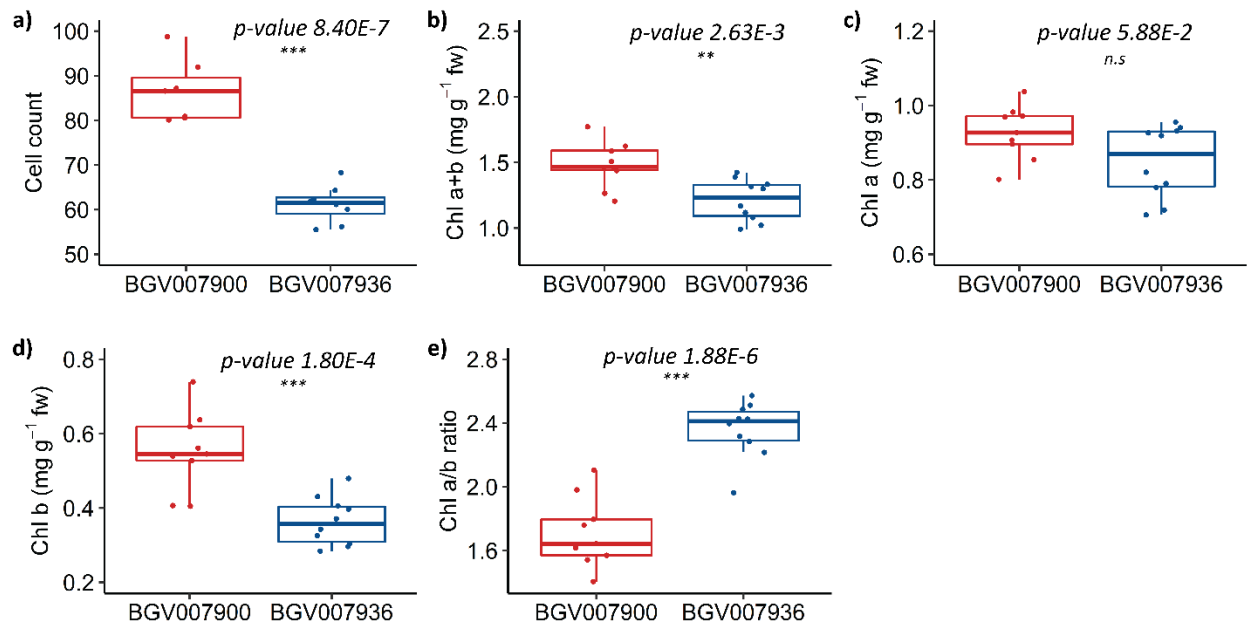 a)
p-value 8.40E-7
***
Cell count
100
90
80
70
60
50
BGV007900 BGV007936
b)
p-value 2.63E-3
**
Chl a+b (mg g⁻¹ fw)
2.5
2.0
1.5
1.0
BGV007900 BGV007936
c)
p-value 5.88E-2
n.s
Chl a (mg g⁻¹ fw)
1.2
1.0
0.8
0.6
BGV007900 BGV007936
d)
p-value 1.80E-4
***
Chl b (mg g⁻¹ fw)
0.8
0.6
0.4
0.2
BGV007900 BGV007936
e)
p-value 1.88E-6
***
Chl a/b ratio
2.8
2.4
2.0
1.6
BGV007900 BGV007936